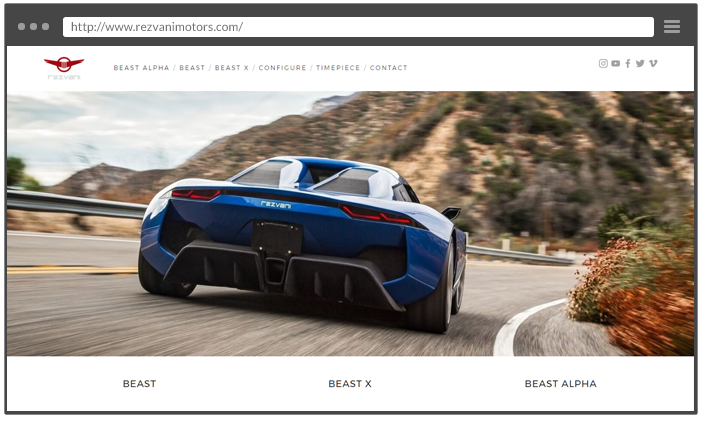 http://www.rezvanimotors.com/
rezvani
BEAST ALPHA / BEAST / BEAST X / CONFIGURE / TIMEPIECE / CONTACT
rezvani
BEAST
BEAST X
BEAST ALPHA